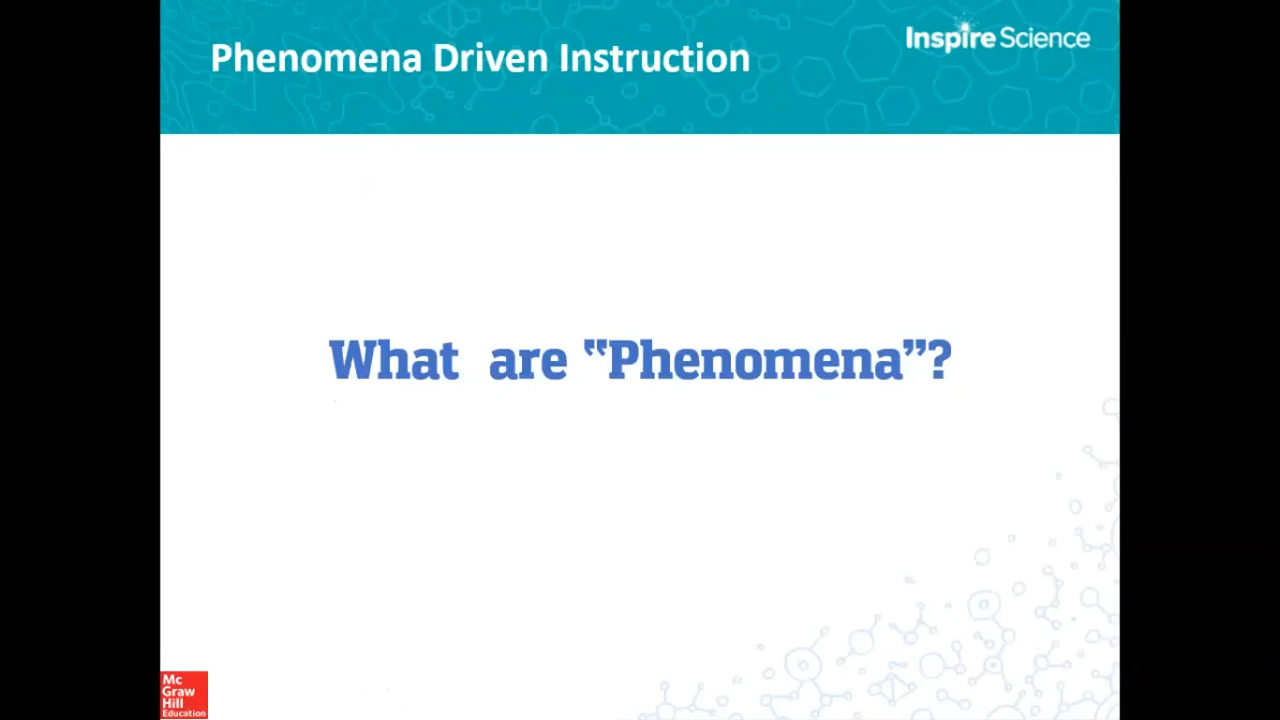 Phenomena Driven Instruction
Inspire Science
What are “Phenomena”?
Mc
Graw
Hill
Education